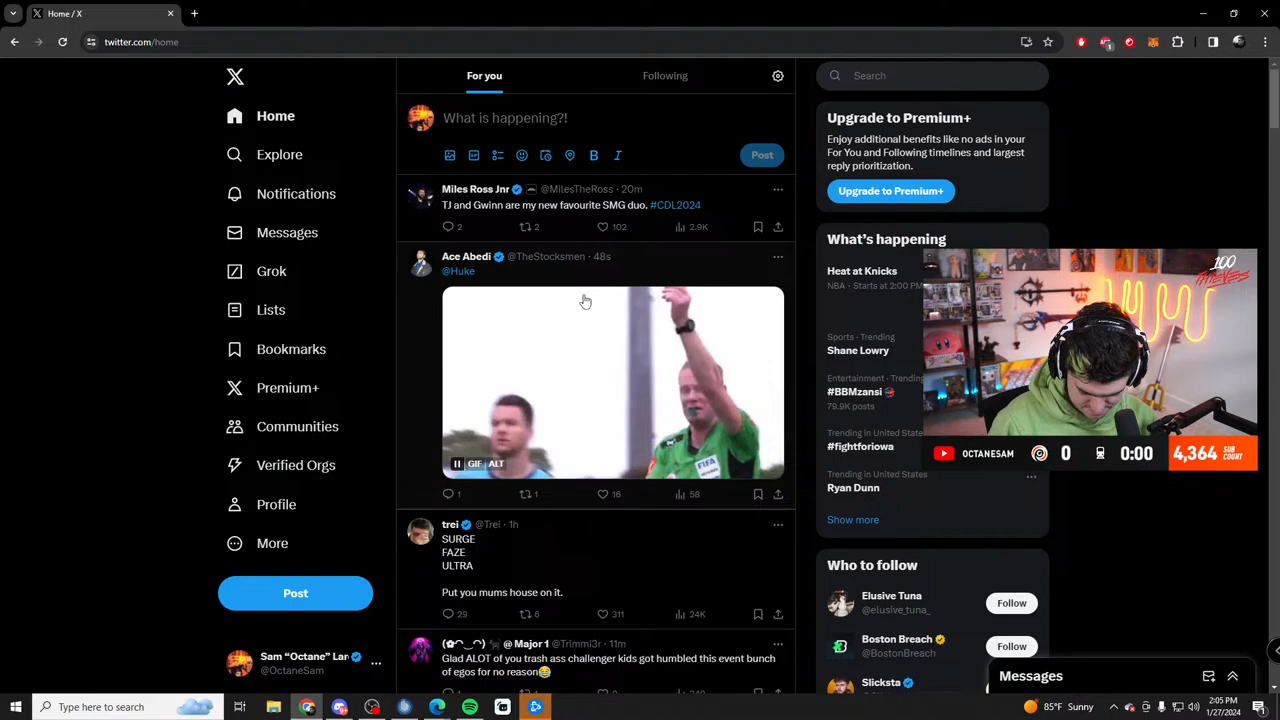 Home / X
twitter.com/home
Home
Explore
Notifications
Messages
Grok
Lists
Bookmarks
Premium+
Communities
Verified Orgs
Profile
More
Post
Sam “Octane” Lar
@OctaneSam
For you
Following
What is happening?!
GIF
B
I
Post
Miles Ross Jnr @MilesTheRoss · 20m
TJ and Gwinn are my new favourite SMG duo. #CDL2024
2
2
102
2.9K
Ace Abedi @TheStocksmen · 48s
@Huke
FIFA
GIF ALT
1
1
16
58
trei @Trei · 1h
SURGE
FAZE
ULTRA
Put you mums house on it.
29
6
311
24K
@ Major 1 @Trimmi3r · 11m
Glad ALOT of you trash ass challenger kids got humbled this event bunch
of egos for no reason😂
Search
Upgrade to Premium+
Enjoy additional benefits like no ads in your
For You and Following timelines and largest
reply prioritization.
Upgrade to Premium+
What’s happening
Heat at Knicks
NBA · Starts at 2:00 PM
Sports · Trending
Shane Lowry
Entertainment · Trending
#BBMzansi
79.9K posts
Trending in United States
#fightforiowa
Trending in United States
Ryan Dunn
Show more
100
THIEVES
OCTANESAM
0
0:00
4,364 SUB COUNT
Who to follow
Elusive Tuna
@elusive_tuna_
Follow
Boston Breach
@BostonBreach
Follow
Slicksta
Messages
Type here to search
85°F Sunny
2:05 PM
1/27/2024